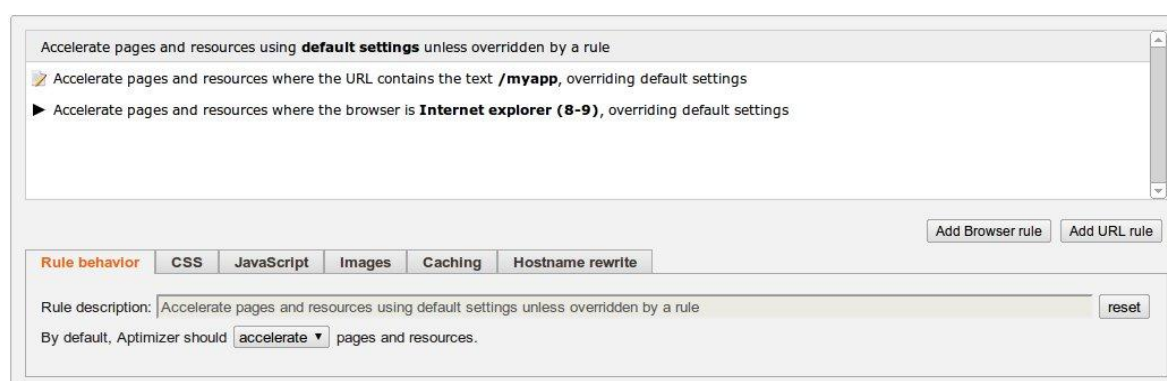 Accelerate pages and resources using default settings unless overridden by a rule
Accelerate pages and resources where the URL contains the text /myapp, overriding default settings
Accelerate pages and resources where the browser is Internet explorer (8-9), overriding default settings
Add Browser rule Add URL rule
Rule behavior CSS JavaScript Images Caching Hostname rewrite
Rule description: Accelerate pages and resources using default settings unless overridden by a rule reset
By default, Aptimizer should accelerate pages and resources.